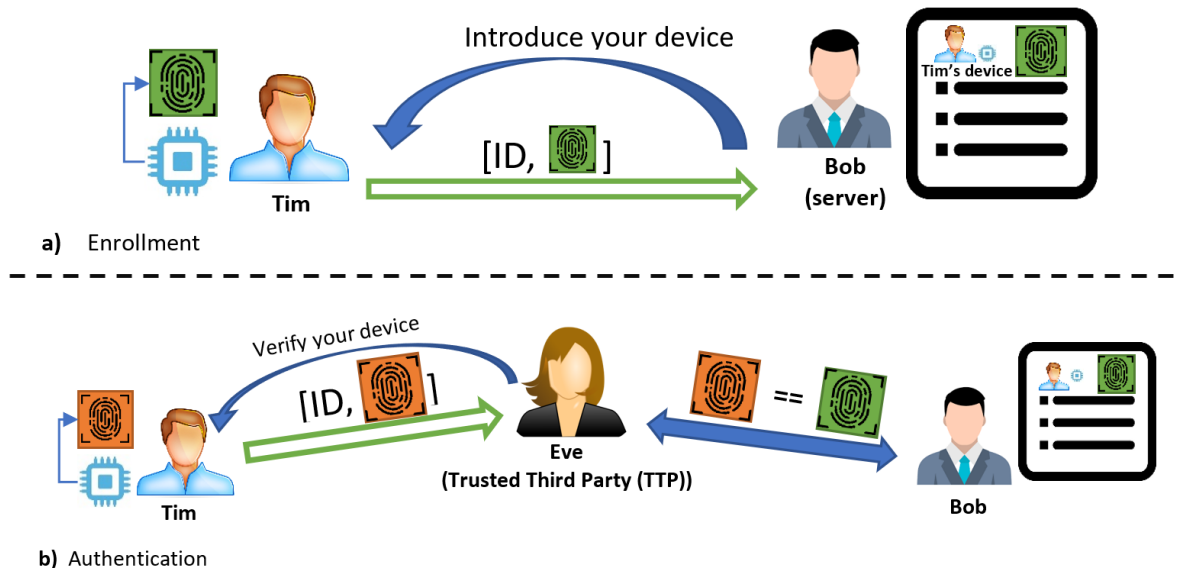 Introduce your device
Tim's device
[ID, ]
Bob
(server)
Tim
a) Enrollment
Verify your device
[ID, ]
==
Eve
(Trusted Third Party (TTP))
Tim
Bob
b) Authentication